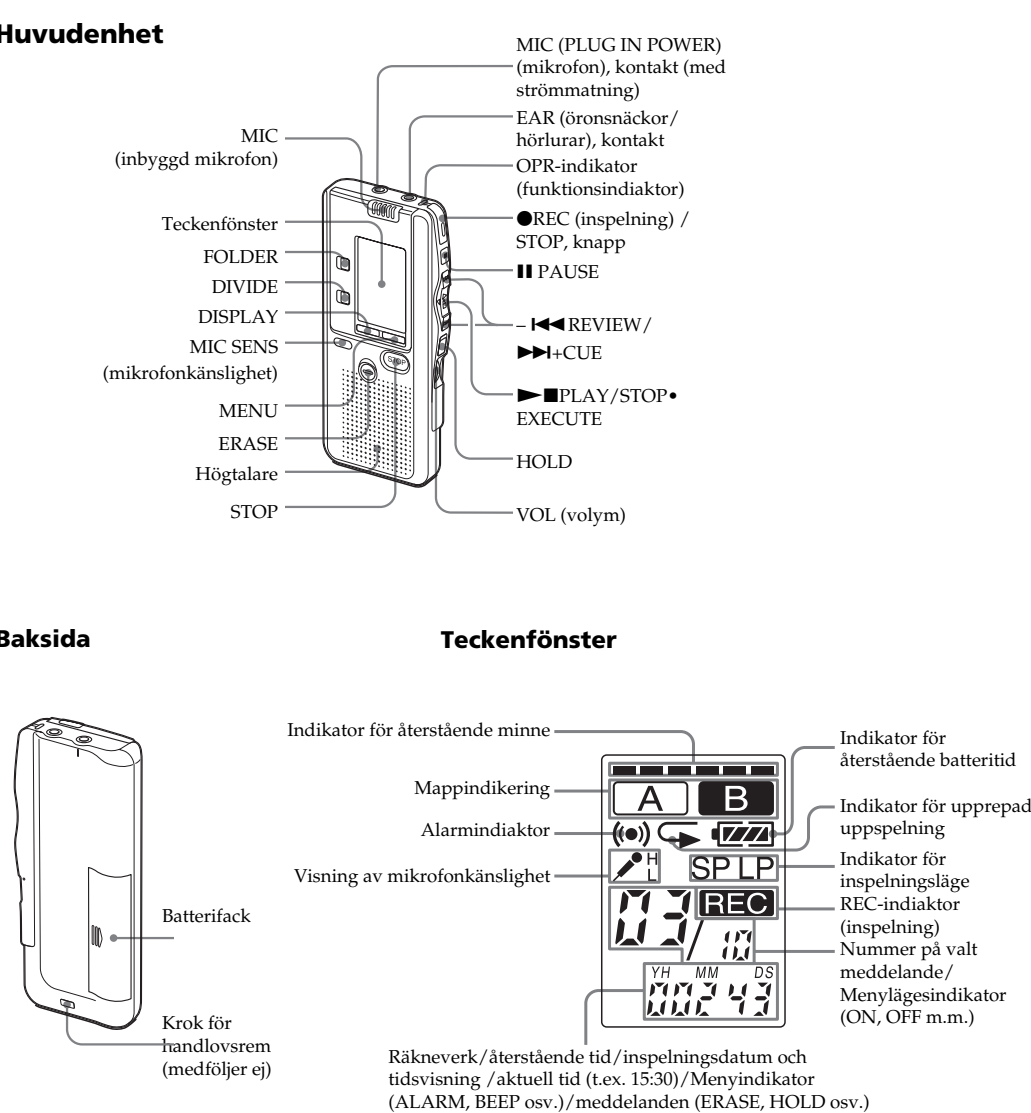 Huvudenhet
MIC (PLUG IN POWER)
(mikrofon), kontakt (med
strömmatning)
EAR (öronsnäckor/
hörlurar), kontakt
OPR-indikator
(funktionsindiaktor)
●REC (inspelning) /
STOP, knapp
▮▮ PAUSE
– |◀◀ REVIEW/
▶▶|+CUE
▶■PLAY/STOP•
EXECUTE
HOLD
VOL (volym)
MIC
(inbyggd mikrofon)
Teckenfönster
FOLDER
DIVIDE
DISPLAY
MIC SENS
(mikrofonkänslighet)
MENU
ERASE
Högtalare
STOP
STOP
Baksida
Batterifack
Krok för
handlovsrem
(medföljer ej)
Teckenfönster
Indikator för återstående minne
Mappindikering
Alarmindiaktor
Visning av mikrofonkänslighet
A B
H
L
SP LP
03 REC
/ 10
YH MM DS
00243
Indikator för
återstående batteritid
Indikator för upprepad
uppspelning
Indikator för
inspelningsläge
REC-indiaktor
(inspelning)
Nummer på valt
meddelande/
Menylägesindikator
(ON, OFF m.m.)
Räkneverk/återstående tid/inspelningsdatum och
tidsvisning /aktuell tid (t.ex. 15:30)/Menyindikator
(ALARM, BEEP osv.)/meddelanden (ERASE, HOLD osv.)